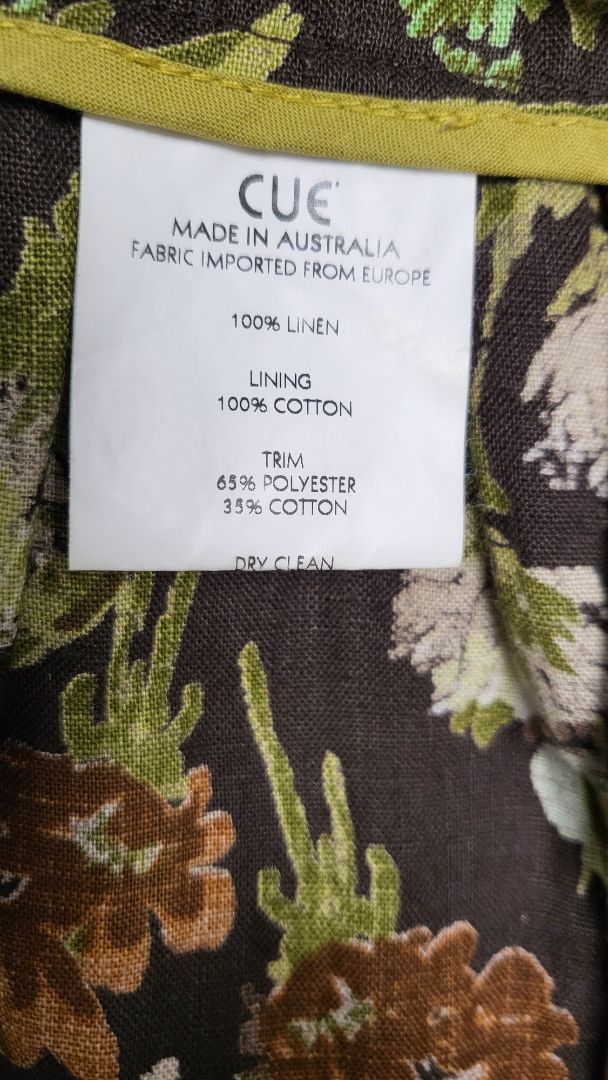 CUE
MADE IN AUSTRALIA
FABRIC IMPORTED FROM EUROPE
100% LINEN
LINING
100% COTTON
TRIM
65% POLYESTER
35% COTTON
DRY CLEAN